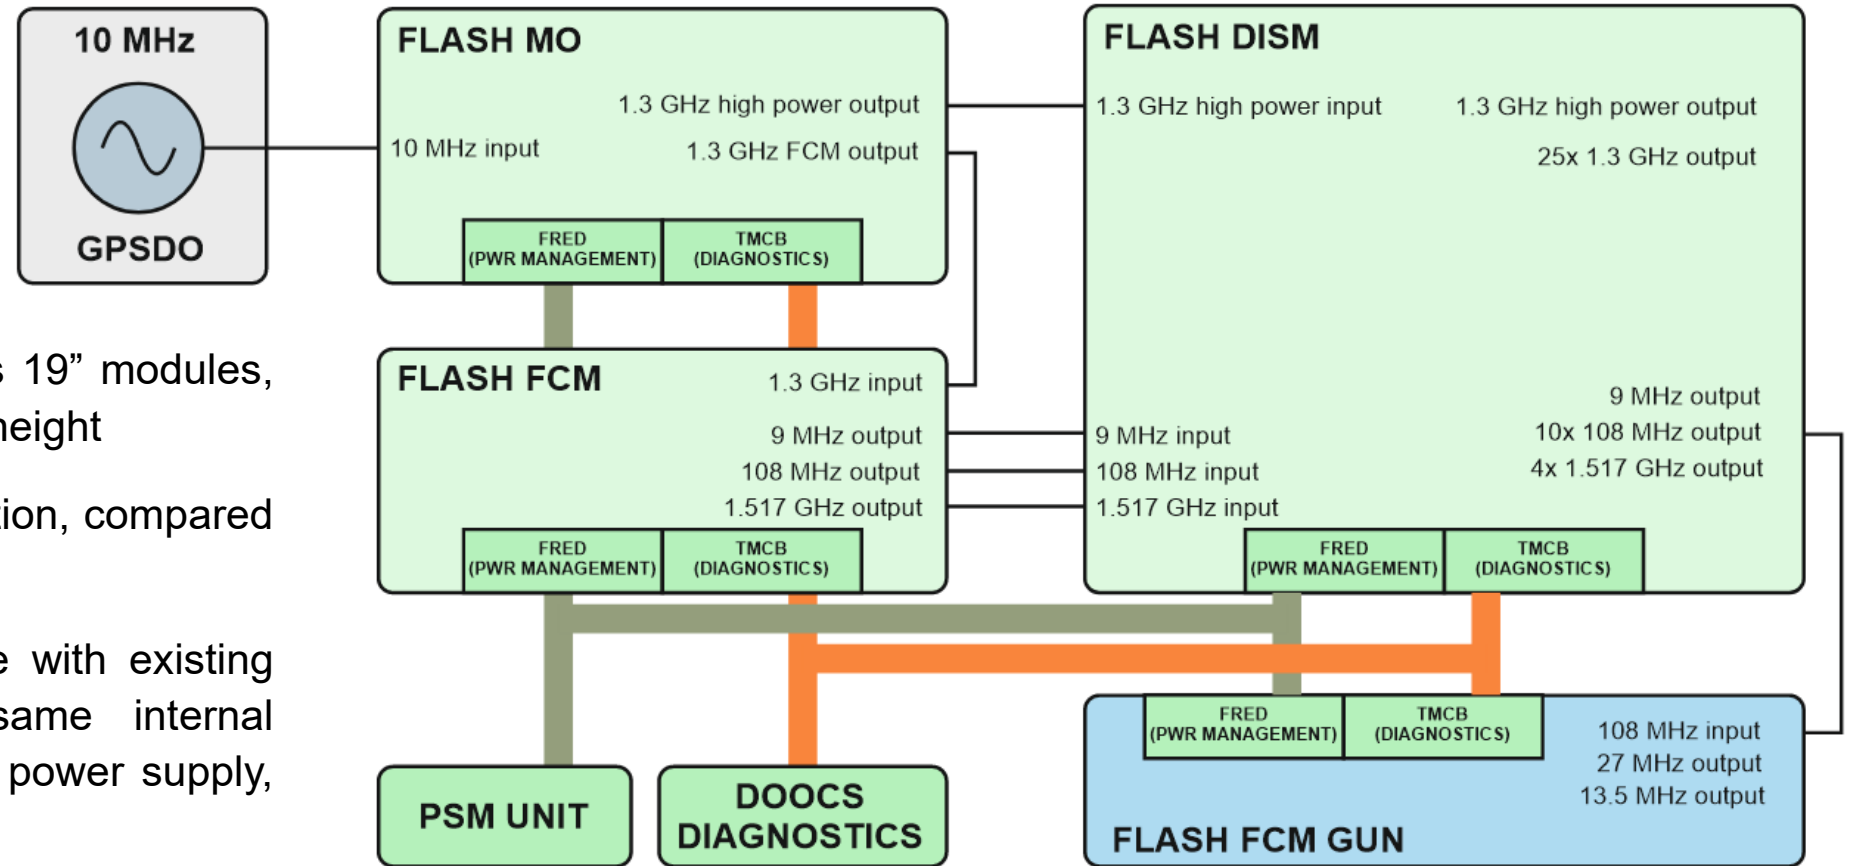 10 MHz
GPSDO
FLASH MO
1.3 GHz high power output
10 MHz input
1.3 GHz FCM output
FRED
(PWR MANAGEMENT)
TMCB
(DIAGNOSTICS)
FLASH DISM
1.3 GHz high power input
1.3 GHz high power output
25x 1.3 GHz output
9 MHz output
10x 108 MHz output
4x 1.517 GHz output
9 MHz input
108 MHz input
1.517 GHz input
FRED
(PWR MANAGEMENT)
TMCB
(DIAGNOSTICS)
FLASH FCM
1.3 GHz input
9 MHz output
108 MHz output
1.517 GHz output
FRED
(PWR MANAGEMENT)
TMCB
(DIAGNOSTICS)
19” modules,
height
compared
with existing
same internal
power supply,
PSM UNIT
DOOCS
DIAGNOSTICS
FRED
(PWR MANAGEMENT)
TMCB
(DIAGNOSTICS)
108 MHz input
27 MHz output
13.5 MHz output
FLASH FCM GUN